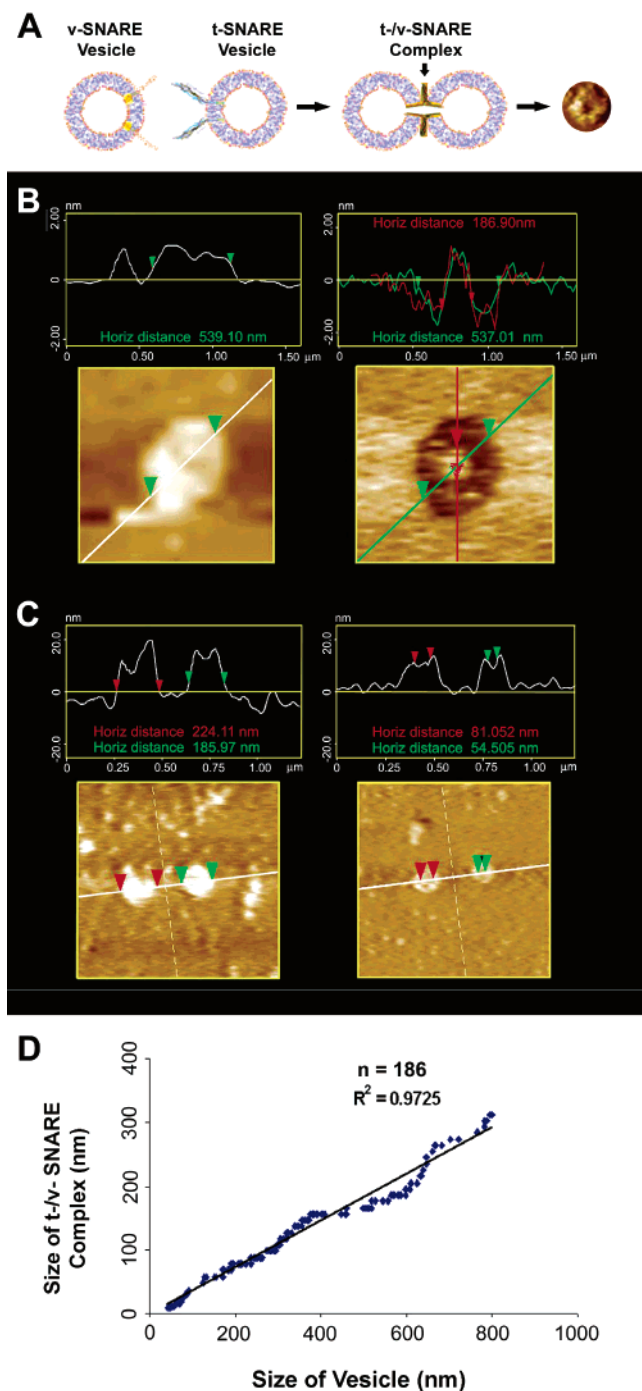 A
v-SNARE
Vesicle
t-SNARE
Vesicle
t-/v-SNARE
Complex
B
nm
2.00
0
-2.00
Horiz distance 539.10 nm
0
0.50
1.00
1.50
µm
Horiz distance 186.90nm
2.00
0
-2.00
Horiz distance 537.01 nm
0
0.50
1.00
1.50
µm
C
nm
20.0
0
-20.0
Horiz distance 224.11 nm
Horiz distance 185.97 nm
0
0.25
0.50
0.75
1.00
µm
nm
20.0
0
-20.0
Horiz distance 81.052 nm
Horiz distance 54.505 nm
0
0.25
0.50
0.75
1.00
µm
D
n = 186
R² = 0.9725
400
300
200
100
0
Size of t-/v- SNARE
Complex (nm)
0
200
400
600
800
1000
Size of Vesicle (nm)